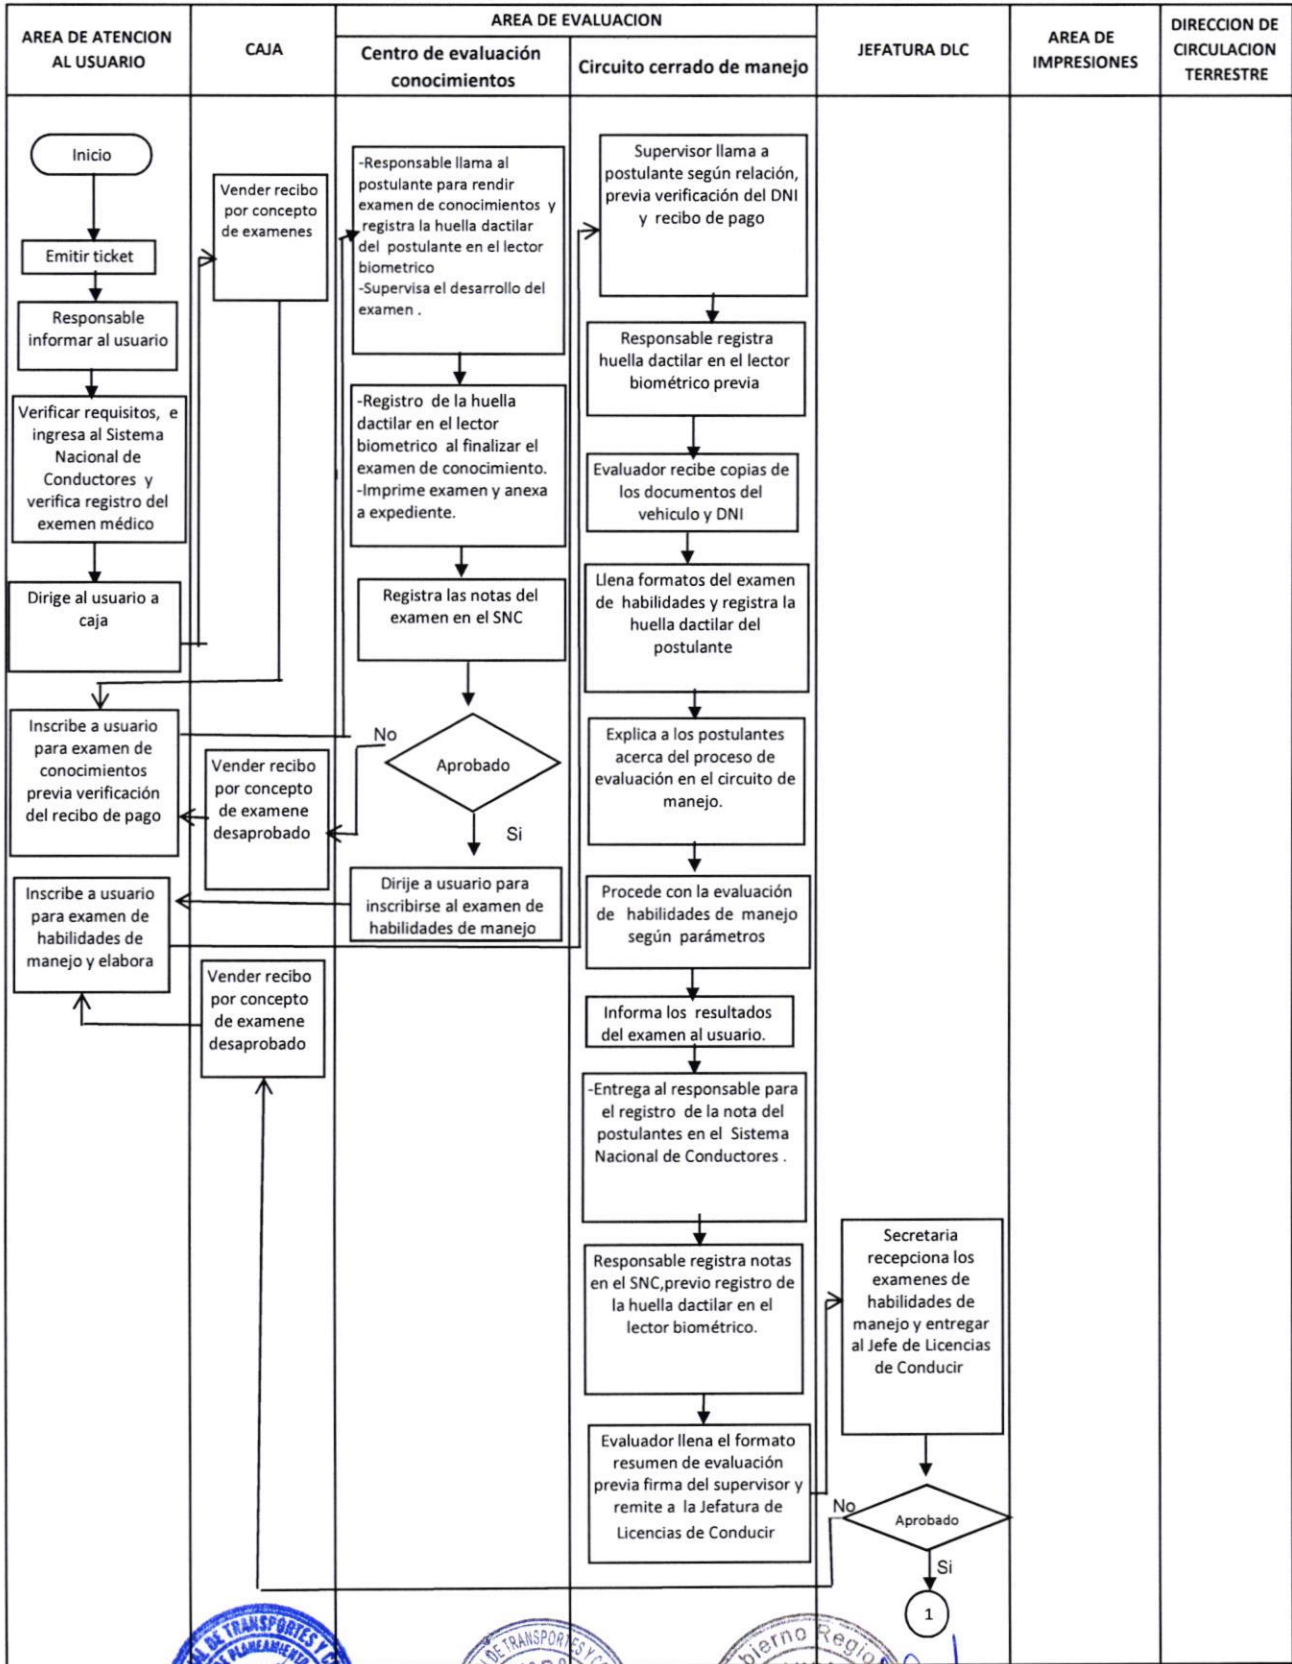 AREA DE ATENCION
AL USUARIO
CAJA
AREA DE EVALUACION
Centro de evaluación
conocimientos
Circuito cerrado de manejo
JEFATURA DLC
AREA DE
IMPRESIONES
DIRECCION DE
CIRCULACION
TERRESTRE
Inicio
Emitir ticket
Responsable
informar al usuario
Verificar requisitos, e
ingresa al Sistema
Nacional de
Conductores y
verifica registro del
exemen médico
Dirige al usuario a
caja
Inscribe a usuario
para examen de
conocimientos
previa verificación
del recibo de pago
Inscribe a usuario
para examen de
habilidades de
manejo y elabora
Vender recibo
por concepto
de examenes
Vender recibo
por concepto
de examene
desaprobado
Vender recibo
por concepto
de examene
desaprobado
-Responsable llama al
postulante para rendir
examen de conocimientos y
registra la huella dactilar
del postulante en el lector
biometrico
-Supervisa el desarrollo del
examen .
-Registro de la huella
dactilar en el lector
biometrico al finalizar el
examen de conocimiento.
-Imprime examen y anexa
a expediente.
Registra las notas del
examen en el SNC
No
Aprobado
Si
Dirije a usuario para
inscribirse al examen de
habilidades de manejo
Supervisor llama a
postulante según relación,
previa verificación del DNI
y recibo de pago
Responsable registra
huella dactilar en el lector
biométrico previa
Evaluador recibe copias de
los documentos del
vehiculo y DNI
Llena formatos del examen
de habilidades y registra la
huella dactilar del
postulante
Explica a los postulantes
acerca del proceso de
evaluación en el circuito de
manejo.
Procede con la evaluación
de habilidades de manejo
según parámetros
Informa los resultados
del examen al usuario.
-Entrega al responsable para
el registro de la nota del
postulantes en el Sistema
Nacional de Conductores .
Responsable registra notas
en el SNC,previo registro de
la huella dactilar en el
lector biométrico.
Evaluador llena el formato
resumen de evaluación
previa firma del supervisor y
remite a la Jefatura de
Licencias de Conducir
Secretaria
recepciona los
examenes de
habilidades de
manejo y entregar
al Jefe de Licencias
de Conducir
No
Aprobado
Si
1
DE TRANSPORTES Y
DE PLANEAMIENTO
DE TRANSPORTES Y